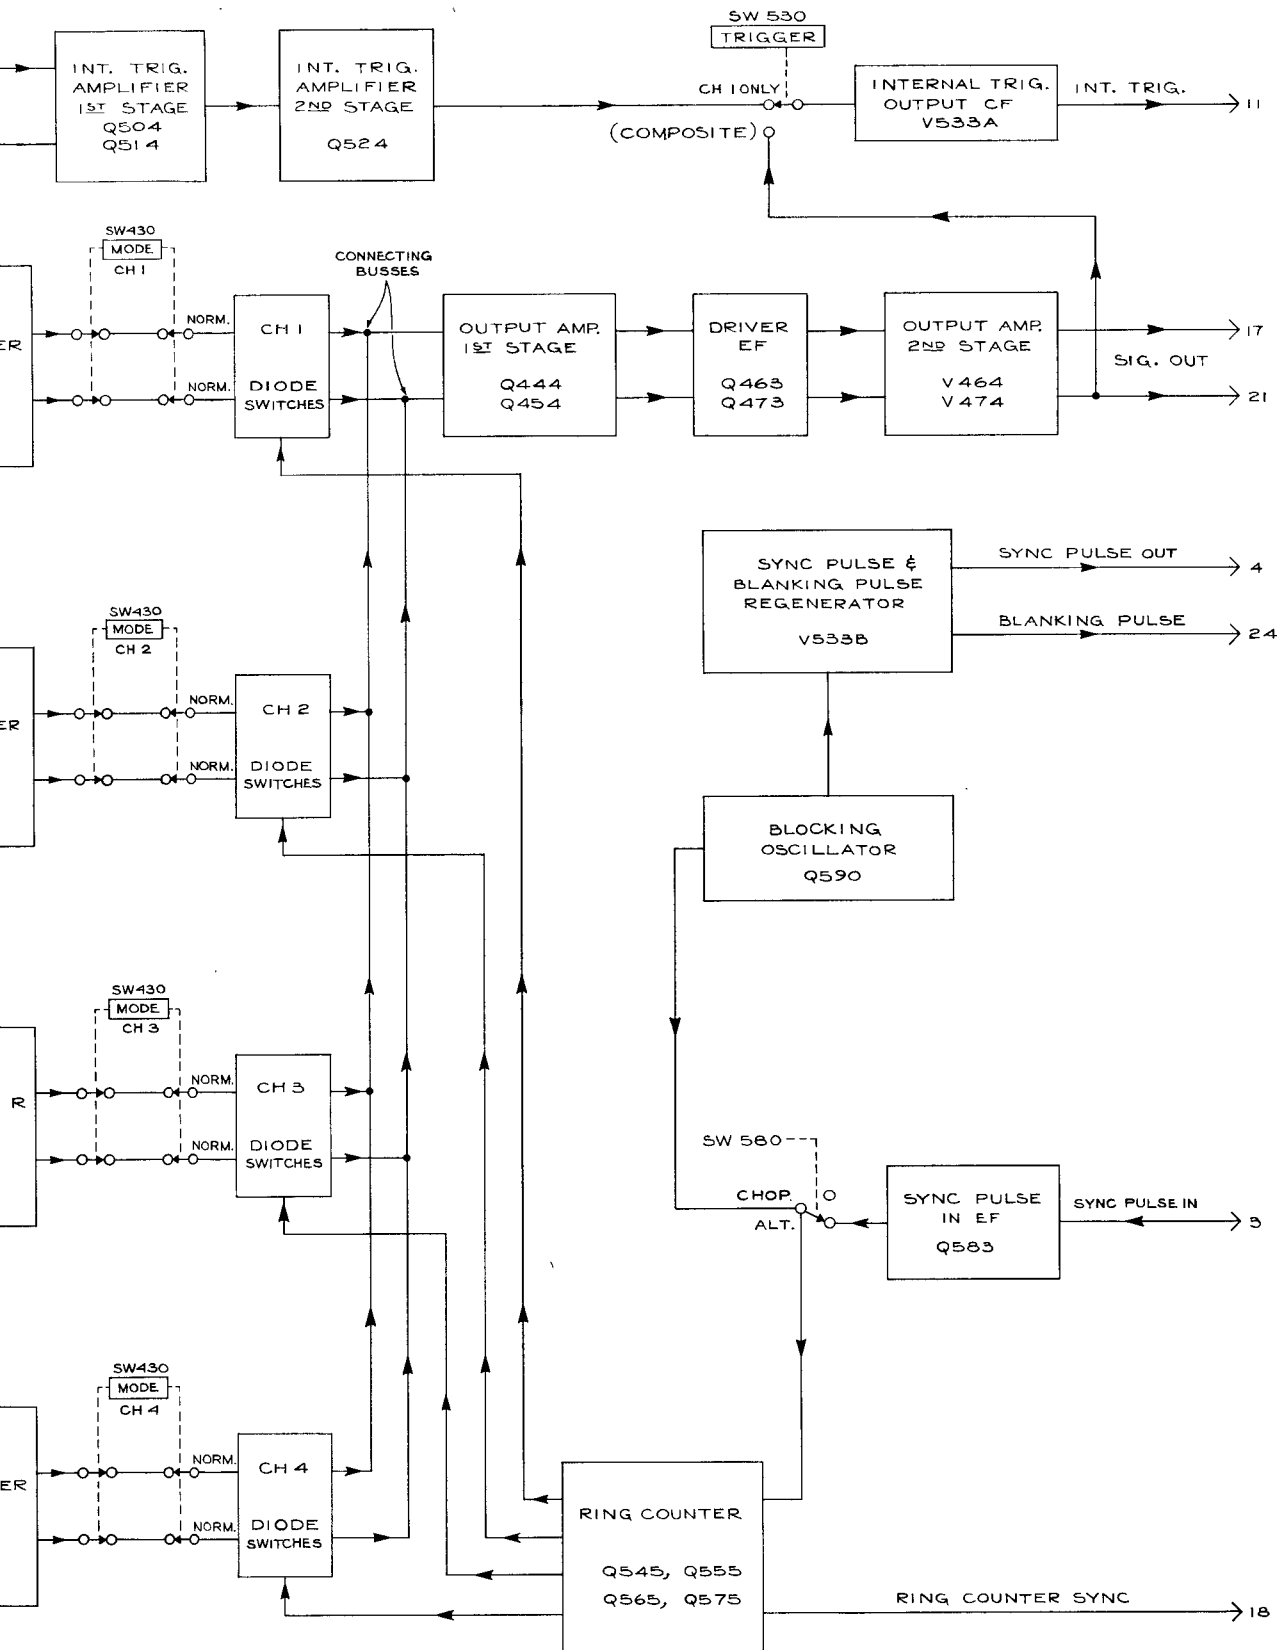 SW 530
TRIGGER
INT. TRIG.
AMPLIFIER
1ST STAGE
Q504
Q514
INT. TRIG.
AMPLIFIER
2ND STAGE
Q524
CH 1 ONLY
(COMPOSITE)
INTERNAL TRIG.
OUTPUT CF
V533A
INT. TRIG.
11
SW430
MODE
CH 1
CONNECTING
BUSSES
ER
NORM.
NORM.
CH 1
DIODE
SWITCHES
OUTPUT AMP.
1ST STAGE
Q444
Q454
DRIVER
EF
Q463
Q473
OUTPUT AMP.
2ND STAGE
V464
V474
17
SIG. OUT
21
SYNC PULSE &
BLANKING PULSE
REGENERATOR
V533B
SYNC PULSE OUT
4
BLANKING PULSE
24
SW430
MODE
CH 2
ER
NORM.
NORM.
CH 2
DIODE
SWITCHES
BLOCKING
OSCILLATOR
Q590
SW430
MODE
CH 3
R
NORM.
NORM.
CH 3
DIODE
SWITCHES
SW 580
CHOP.
ALT.
SYNC PULSE
IN EF
Q583
SYNC PULSE IN
3
SW430
MODE
CH 4
ER
NORM.
NORM.
CH 4
DIODE
SWITCHES
RING COUNTER
Q545, Q555
Q565, Q575
RING COUNTER SYNC
18